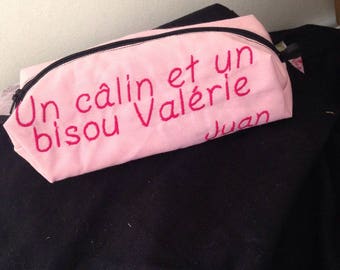 Un câlin et un
bisou Valérie
Juan